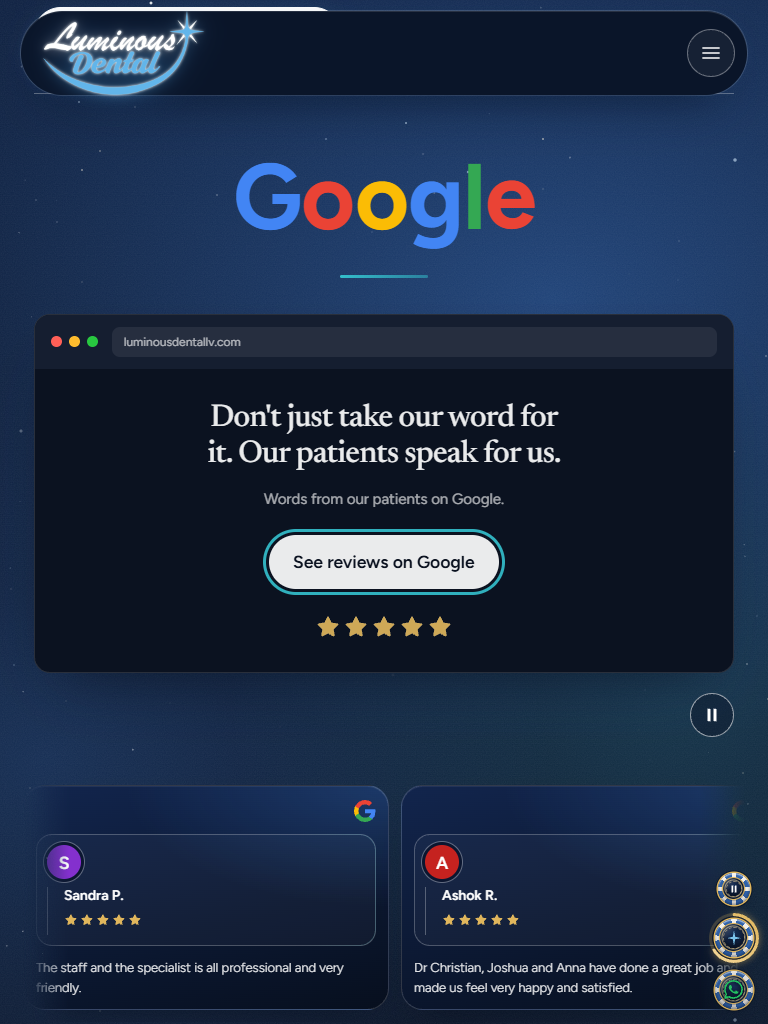 Luminous
Dental
Google
luminousdentallv.com
Don't just take our word for
it. Our patients speak for us.
Words from our patients on Google.
See reviews on Google
S
Sandra P.
The staff and the specialist is all professional and very
friendly.
A
Ashok R.
Dr Christian, Joshua and Anna have done a great job and
made us feel very happy and satisfied.